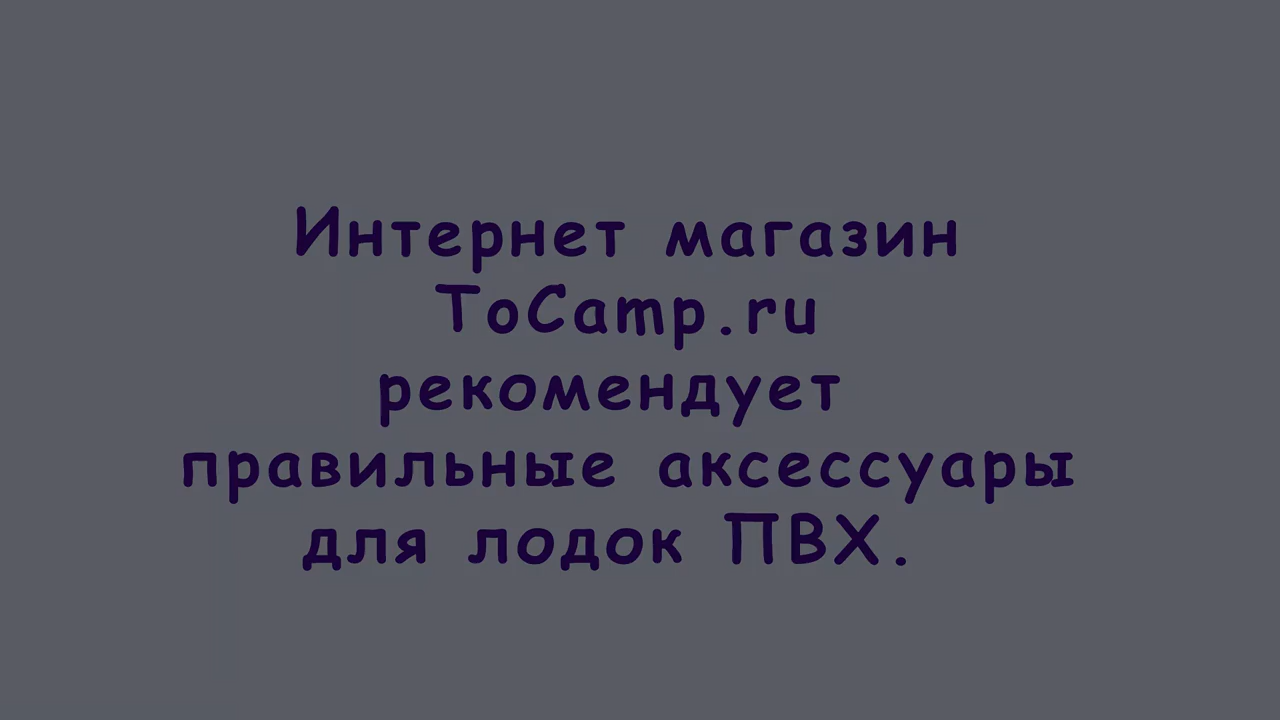 Интернет магазин
ToCamp.ru
рекомендует
правильные аксессуары
для лодок ПВХ.